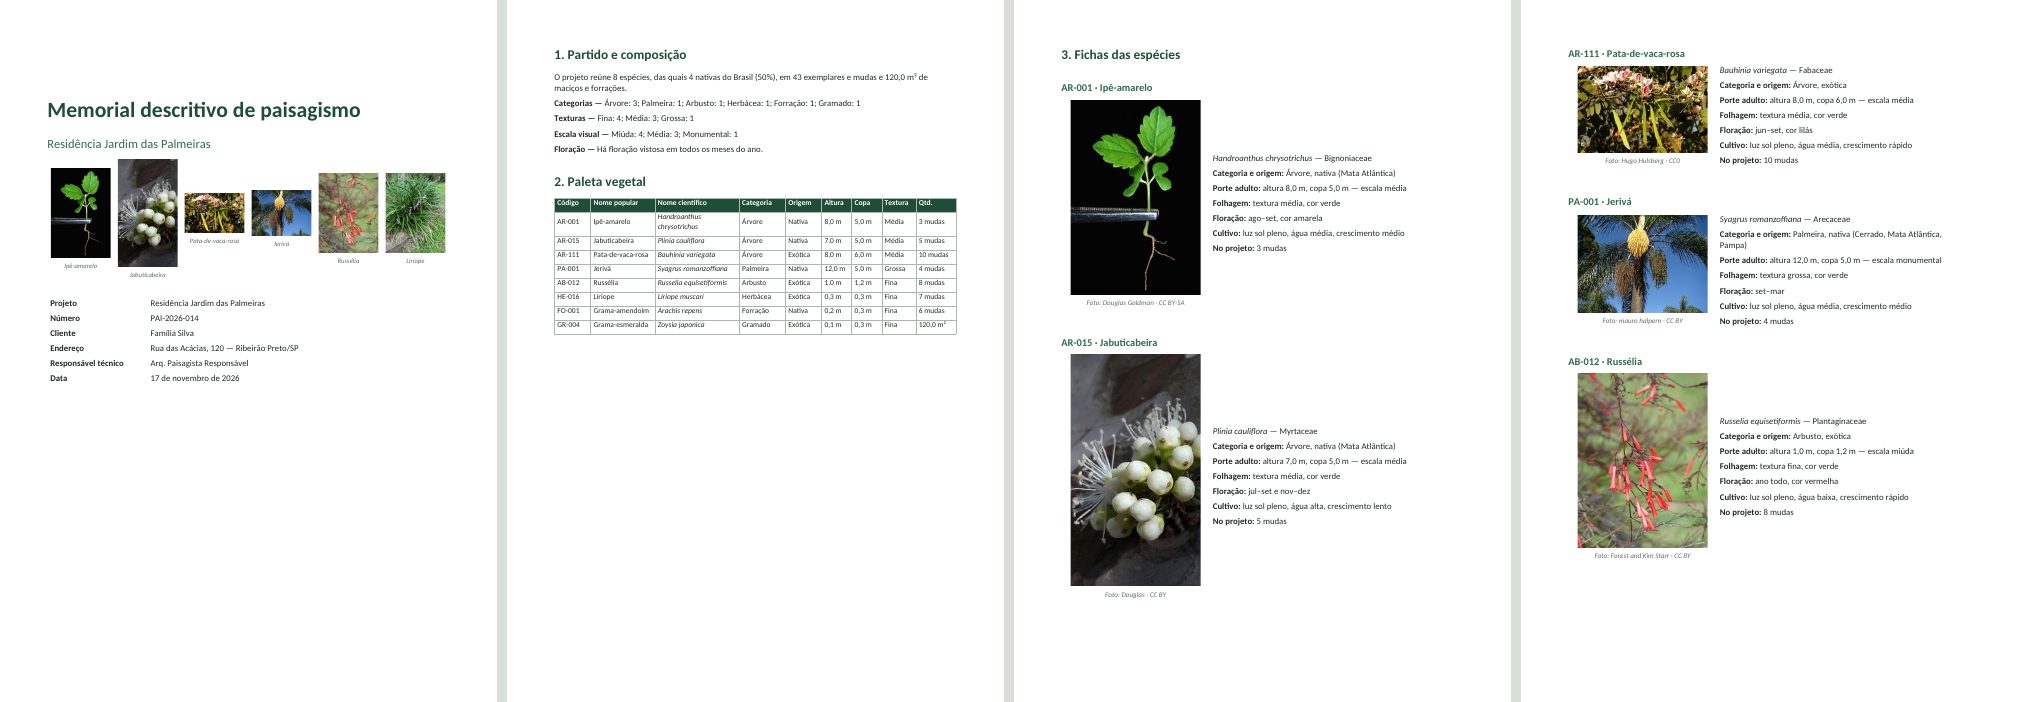 Memorial descritivo de paisagismo
Residência Jardim das Palmeiras
Ipê-amarelo
Jabuticabeira
Pata-de-vaca-rosa
Jerivá
Russélia
Liríope
Projeto Residência Jardim das Palmeiras
Número PAI-2026-014
Cliente Família Silva
Endereço Rua das Acácias, 120 — Ribeirão Preto/SP
Responsável técnico Arq. Paisagista Responsável
Data 17 de novembro de 2026
1. Partido e composição
O projeto reúne 8 espécies, das quais 4 nativas do Brasil (50%), em 43 exemplares e mudas e 120,0 m² de
maciços e forrações.
Categorias — Árvore: 3; Palmeira: 1; Arbusto: 1; Herbácea: 1; Forração: 1; Gramado: 1
Texturas — Fina: 4; Média: 3; Grossa: 1
Escala visual — Miúda: 4; Média: 3; Monumental: 1
Floração — Há floração vistosa em todos os meses do ano.
2. Paleta vegetal
Código Nome popular Nome científico Categoria Origem Altura Copa Textura Qtd.
AR-001 Ipê-amarelo Handroanthus chrysotrichus Árvore Nativa 8,0 m 5,0 m Média 3 mudas
AR-015 Jabuticabeira Plinia cauliflora Árvore Nativa 7,0 m 5,0 m Média 5 mudas
AR-111 Pata-de-vaca-rosa Bauhinia variegata Árvore Exótica 8,0 m 6,0 m Média 10 mudas
PA-001 Jerivá Syagrus romanzoffiana Palmeira Nativa 12,0 m 5,0 m Grossa 4 mudas
AB-012 Russélia Russelia equisetiformis Arbusto Exótica 1,0 m 1,2 m Fina 8 mudas
HE-016 Liríope Liriope muscari Herbácea Exótica 0,3 m 0,3 m Fina 7 mudas
FO-001 Grama-amendoim Arachis repens Forração Nativa 0,2 m 0,3 m Fina 6 mudas
GR-004 Grama-esmeralda Zoysia japonica Gramado Exótica 0,1 m 0,3 m Fina 120,0 m²
3. Fichas das espécies
AR-001 · Ipê-amarelo
Handroanthus chrysotrichus — Bignoniaceae
Categoria e origem: Árvore, nativa (Mata Atlântica)
Porte adulto: altura 8,0 m, copa 5,0 m — escala média
Folhagem: textura média, cor verde
Floração: ago–set, cor amarela
Cultivo: luz sol pleno, água média, crescimento médio
No projeto: 3 mudas
Foto: Douglas Goldman · CC BY-SA
AR-015 · Jabuticabeira
Plinia cauliflora — Myrtaceae
Categoria e origem: Árvore, nativa (Mata Atlântica)
Porte adulto: altura 7,0 m, copa 5,0 m — escala média
Folhagem: textura média, cor verde
Floração: jul–set e nov–dez
Cultivo: luz sol pleno, água alta, crescimento lento
No projeto: 5 mudas
Foto: Douglas · CC BY
AR-111 · Pata-de-vaca-rosa
Bauhinia variegata — Fabaceae
Categoria e origem: Árvore, exótica
Porte adulto: altura 8,0 m, copa 6,0 m — escala média
Folhagem: textura média, cor verde
Floração: jun–set, cor lilás
Cultivo: luz sol pleno, água média, crescimento rápido
No projeto: 10 mudas
Foto: Hugo Hulsberg · CC0
PA-001 · Jerivá
Syagrus romanzoffiana — Arecaceae
Categoria e origem: Palmeira, nativa (Cerrado, Mata Atlântica,
Pampa)
Porte adulto: altura 12,0 m, copa 5,0 m — escala monumental
Folhagem: textura grossa, cor verde
Floração: set–mar
Cultivo: luz sol pleno, água média, crescimento médio
No projeto: 4 mudas
Foto: mauro halpern · CC BY
AB-012 · Russélia
Russelia equisetiformis — Plantaginaceae
Categoria e origem: Arbusto, exótica
Porte adulto: altura 1,0 m, copa 1,2 m — escala miúda
Folhagem: textura fina, cor verde
Floração: ano todo, cor vermelha
Cultivo: luz sol pleno, água baixa, crescimento rápido
No projeto: 8 mudas
Foto: Forest and Kim Starr · CC BY